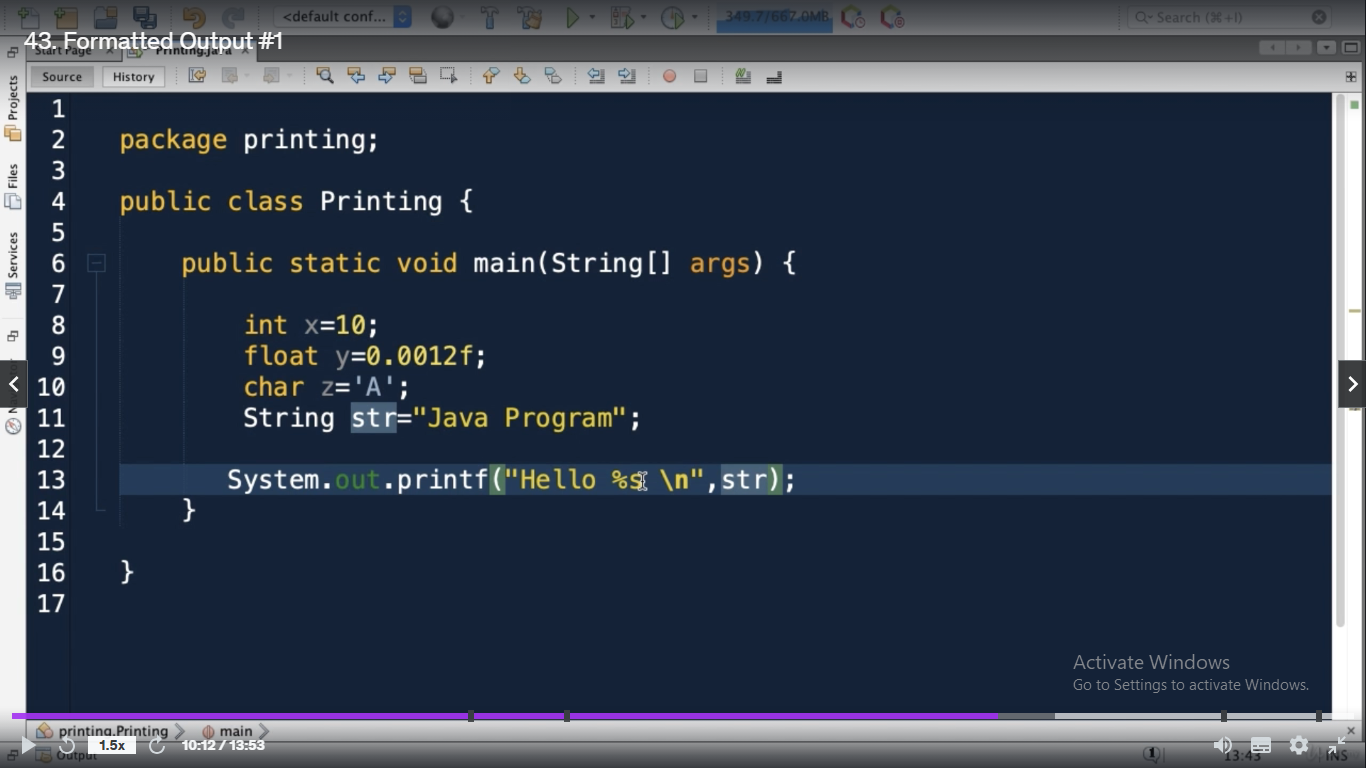 <default conf...
349.7/667.0MB
Search (⌘+I)
43. Formatted Output #1
Start Page
Printing.java
Source
History
Projects
Files
Services
1
2 package printing;
3
4 public class Printing {
5
6 public static void main(String[] args) {
7
8 int x=10;
9 float y=0.0012f;
10 char z='A';
11 String str="Java Program";
12
13 System.out.printf("Hello %s \n",str);
14 }
15
16 }
17
Activate Windows
Go to Settings to activate Windows.
printing.Printing
main
1.5x
10:12 / 13:53
Output
1
13:43
INS